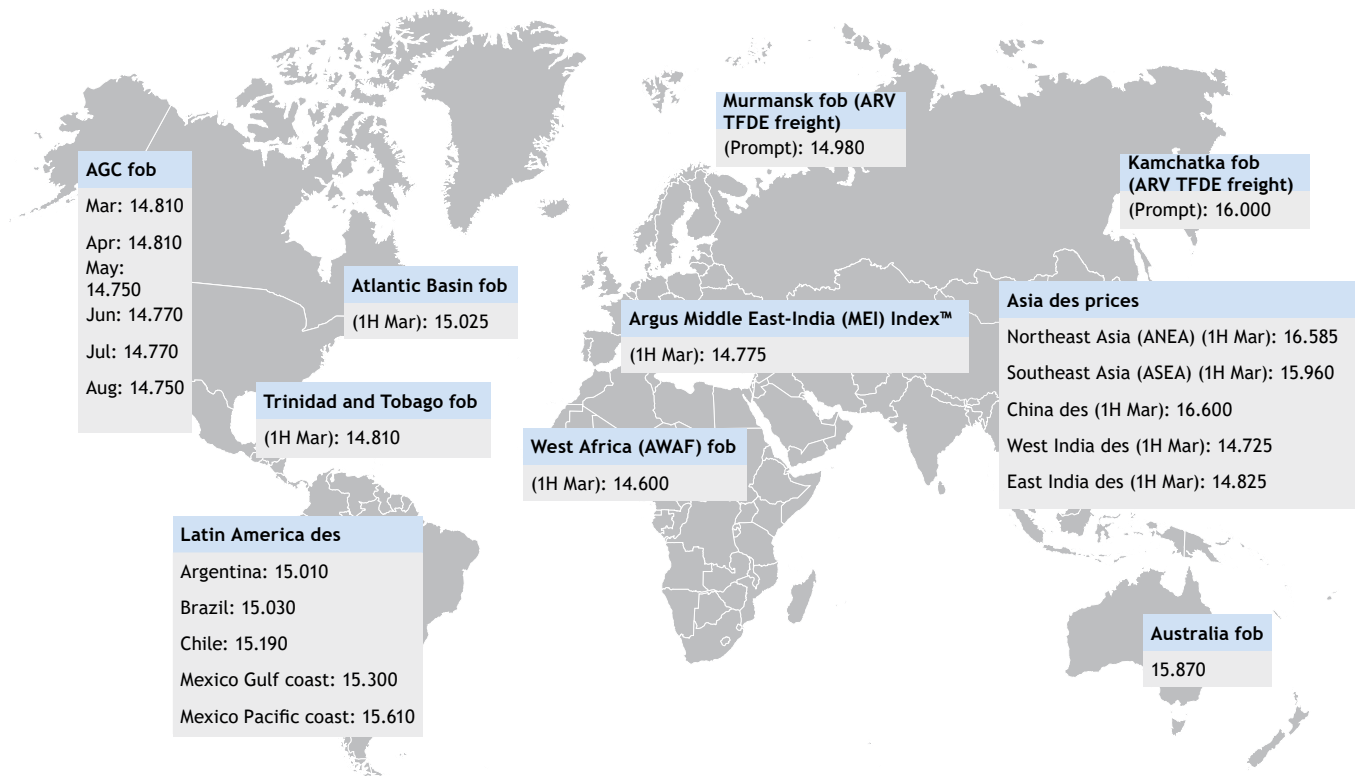 Murmansk fob (ARV
TFDE freight)
(Prompt): 14.980
Kamchatka fob
(ARV TFDE freight)
(Prompt): 16.000
AGC fob
Mar: 14.810
Apr: 14.810
May:
14.750
Jun: 14.770
Jul: 14.770
Aug: 14.750
Atlantic Basin fob
(1H Mar): 15.025
Argus Middle East-India (MEI) Index™
(1H Mar): 14.775
Asia des prices
Northeast Asia (ANEA) (1H Mar): 16.585
Southeast Asia (ASEA) (1H Mar): 15.960
China des (1H Mar): 16.600
West India des (1H Mar): 14.725
East India des (1H Mar): 14.825
Trinidad and Tobago fob
(1H Mar): 14.810
West Africa (AWAF) fob
(1H Mar): 14.600
Latin America des
Argentina: 15.010
Brazil: 15.030
Chile: 15.190
Mexico Gulf coast: 15.300
Mexico Pacific coast: 15.610
Australia fob
15.870